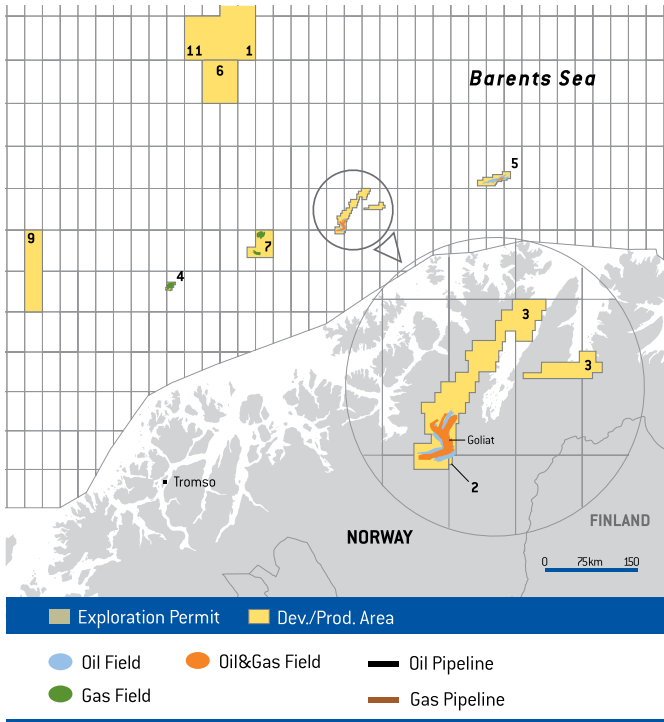 11 1
6
Barents Sea
5
9
7
4
3
3
Goliat
2
Tromso
FINLAND
NORWAY
0 75km 150
Exploration Permit Dev./Prod. Area
Oil Field Oil&Gas Field Oil Pipeline
Gas Field Gas Pipeline